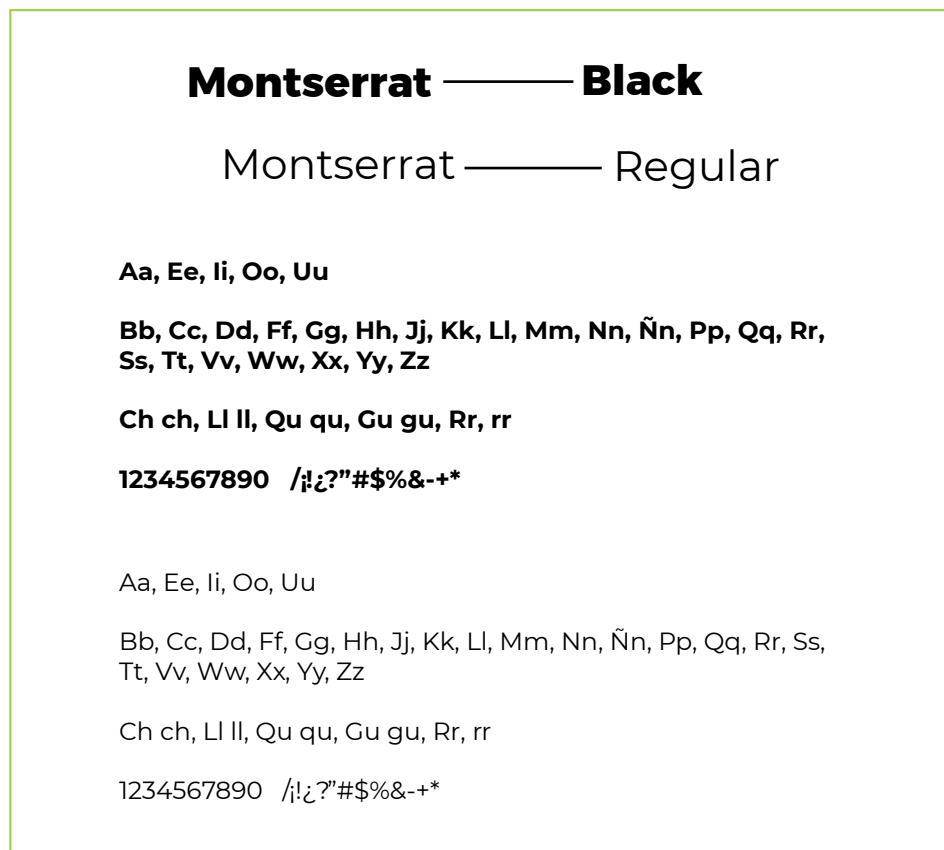 Montserrat Black
Montserrat Regular
Aa, Ee, Ii, Oo, Uu
Bb, Cc, Dd, Ff, Gg, Hh, Jj, Kk, Ll, Mm, Nn, Ñn, Pp, Qq, Rr,
Ss, Tt, Vv, Ww, Xx, Yy, Zz
Ch ch, Ll ll, Qu qu, Gu gu, Rr, rr
1234567890 /¡!¿?”#$%&-+*
Aa, Ee, Ii, Oo, Uu
Bb, Cc, Dd, Ff, Gg, Hh, Jj, Kk, Ll, Mm, Nn, Ñn, Pp, Qq, Rr, Ss,
Tt, Vv, Ww, Xx, Yy, Zz
Ch ch, Ll ll, Qu qu, Gu gu, Rr, rr
1234567890 /¡!¿?”#$%&-+*